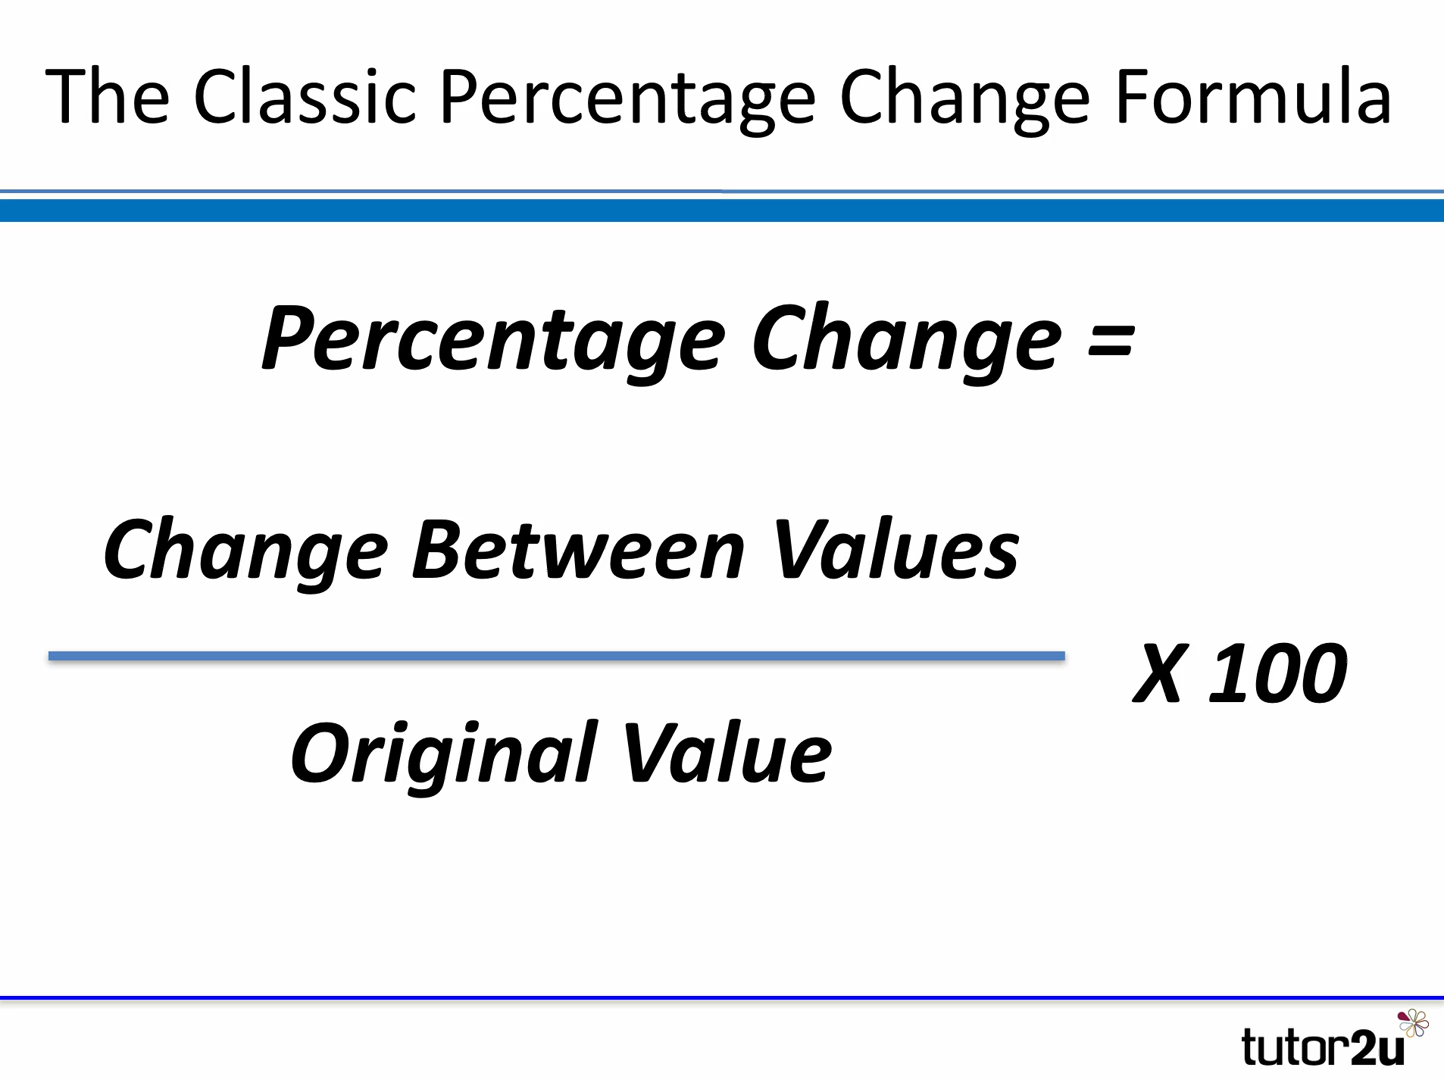 The Classic Percentage Change Formula
Percentage Change =
Change Between Values
X 100
Original Value
tutor2u